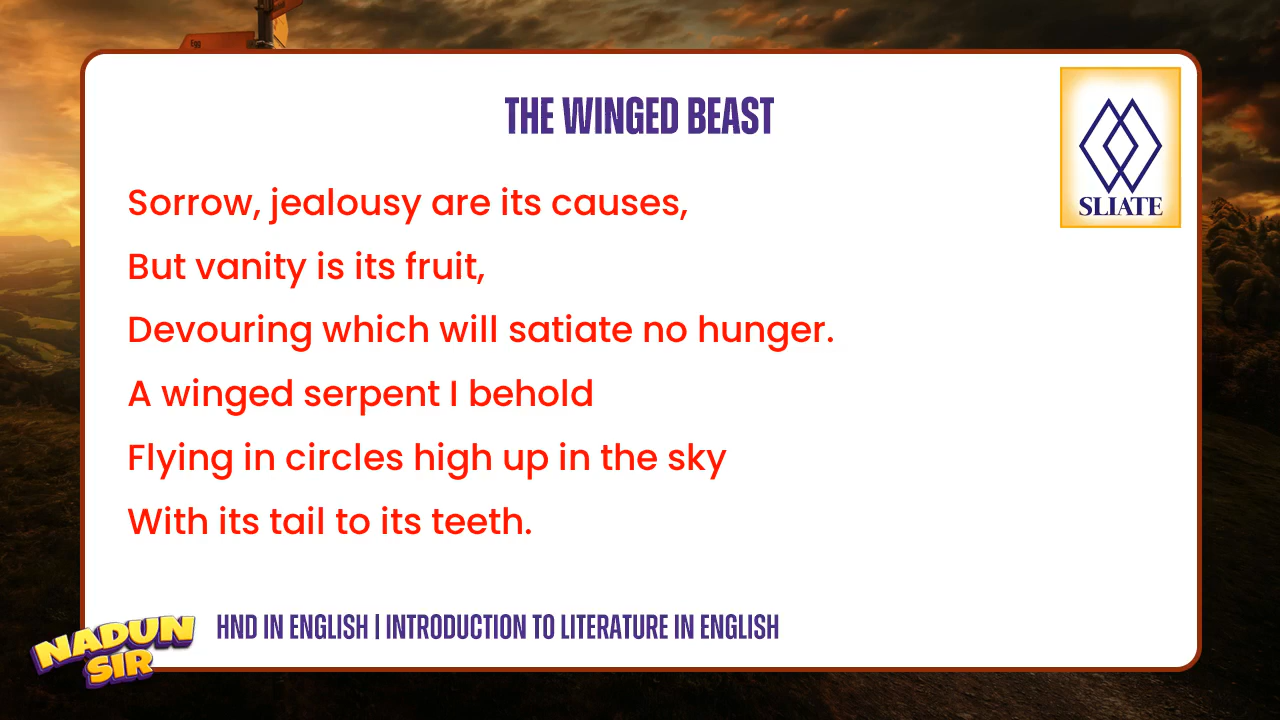 Egg
THE WINGED BEAST
SLIATE
Sorrow, jealousy are its causes,
But vanity is its fruit,
Devouring which will satiate no hunger.
A winged serpent I behold
Flying in circles high up in the sky
With its tail to its teeth.
NADUN
SIR
HND IN ENGLISH | INTRODUCTION TO LITERATURE IN ENGLISH